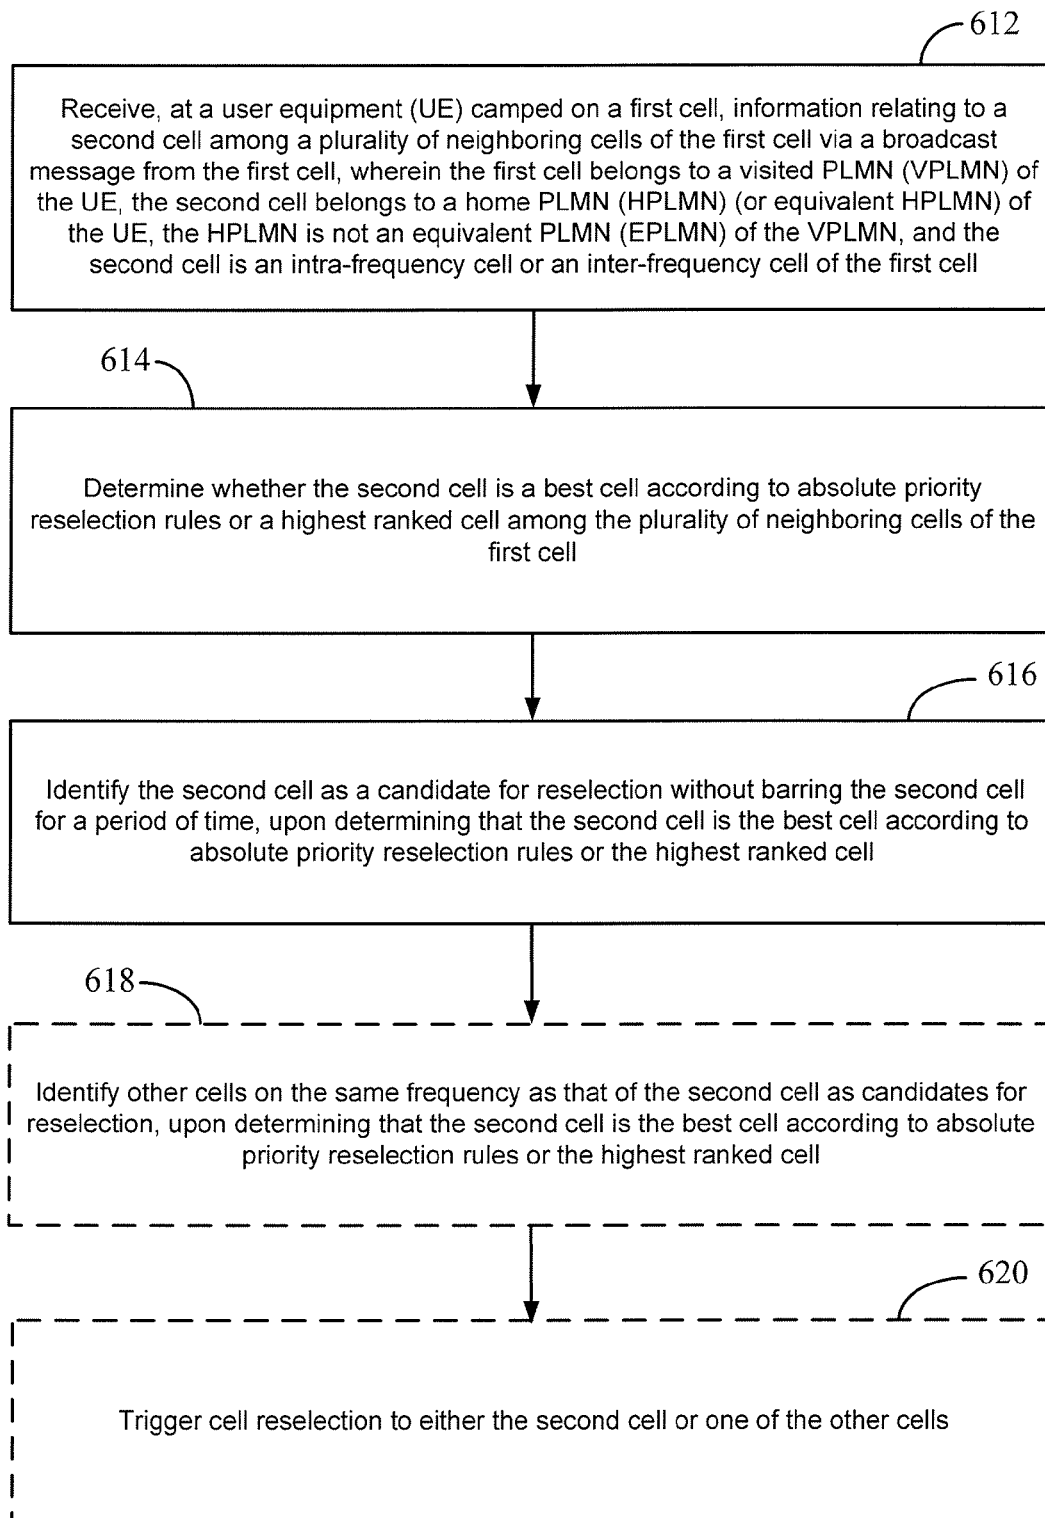 612
Receive, at a user equipment (UE) camped on a first cell, information relating to a
second cell among a plurality of neighboring cells of the first cell via a broadcast
message from the first cell, wherein the first cell belongs to a visited PLMN (VPLMN) of
the UE, the second cell belongs to a home PLMN (HPLMN) (or equivalent HPLMN) of
the UE, the HPLMN is not an equivalent PLMN (EPLMN) of the VPLMN, and the
second cell is an intra-frequency cell or an inter-frequency cell of the first cell
614
Determine whether the second cell is a best cell according to absolute priority
reselection rules or a highest ranked cell among the plurality of neighboring cells of the
first cell
616
Identify the second cell as a candidate for reselection without barring the second cell
for a period of time, upon determining that the second cell is the best cell according to
absolute priority reselection rules or the highest ranked cell
618
Identify other cells on the same frequency as that of the second cell as candidates for
reselection, upon determining that the second cell is the best cell according to absolute
priority reselection rules or the highest ranked cell
620
Trigger cell reselection to either the second cell or one of the other cells